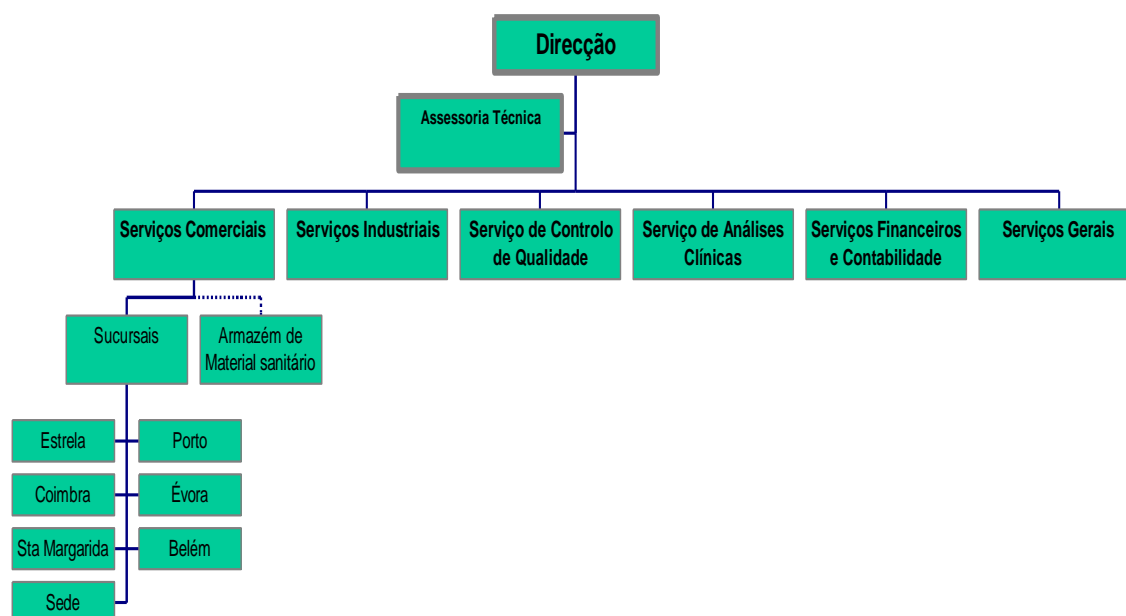 Direcção
Assessoria Técnica
Serviços Comerciais
Serviços Industriais
Serviço de Controlo
de Qualidade
Serviço de Análises
Clínicas
Serviços Financeiros
e Contabilidade
Serviços Gerais
Sucursais
Armazém de
Material sanitário
Estrela
Porto
Coimbra
Évora
Sta Margarida
Belém
Sede